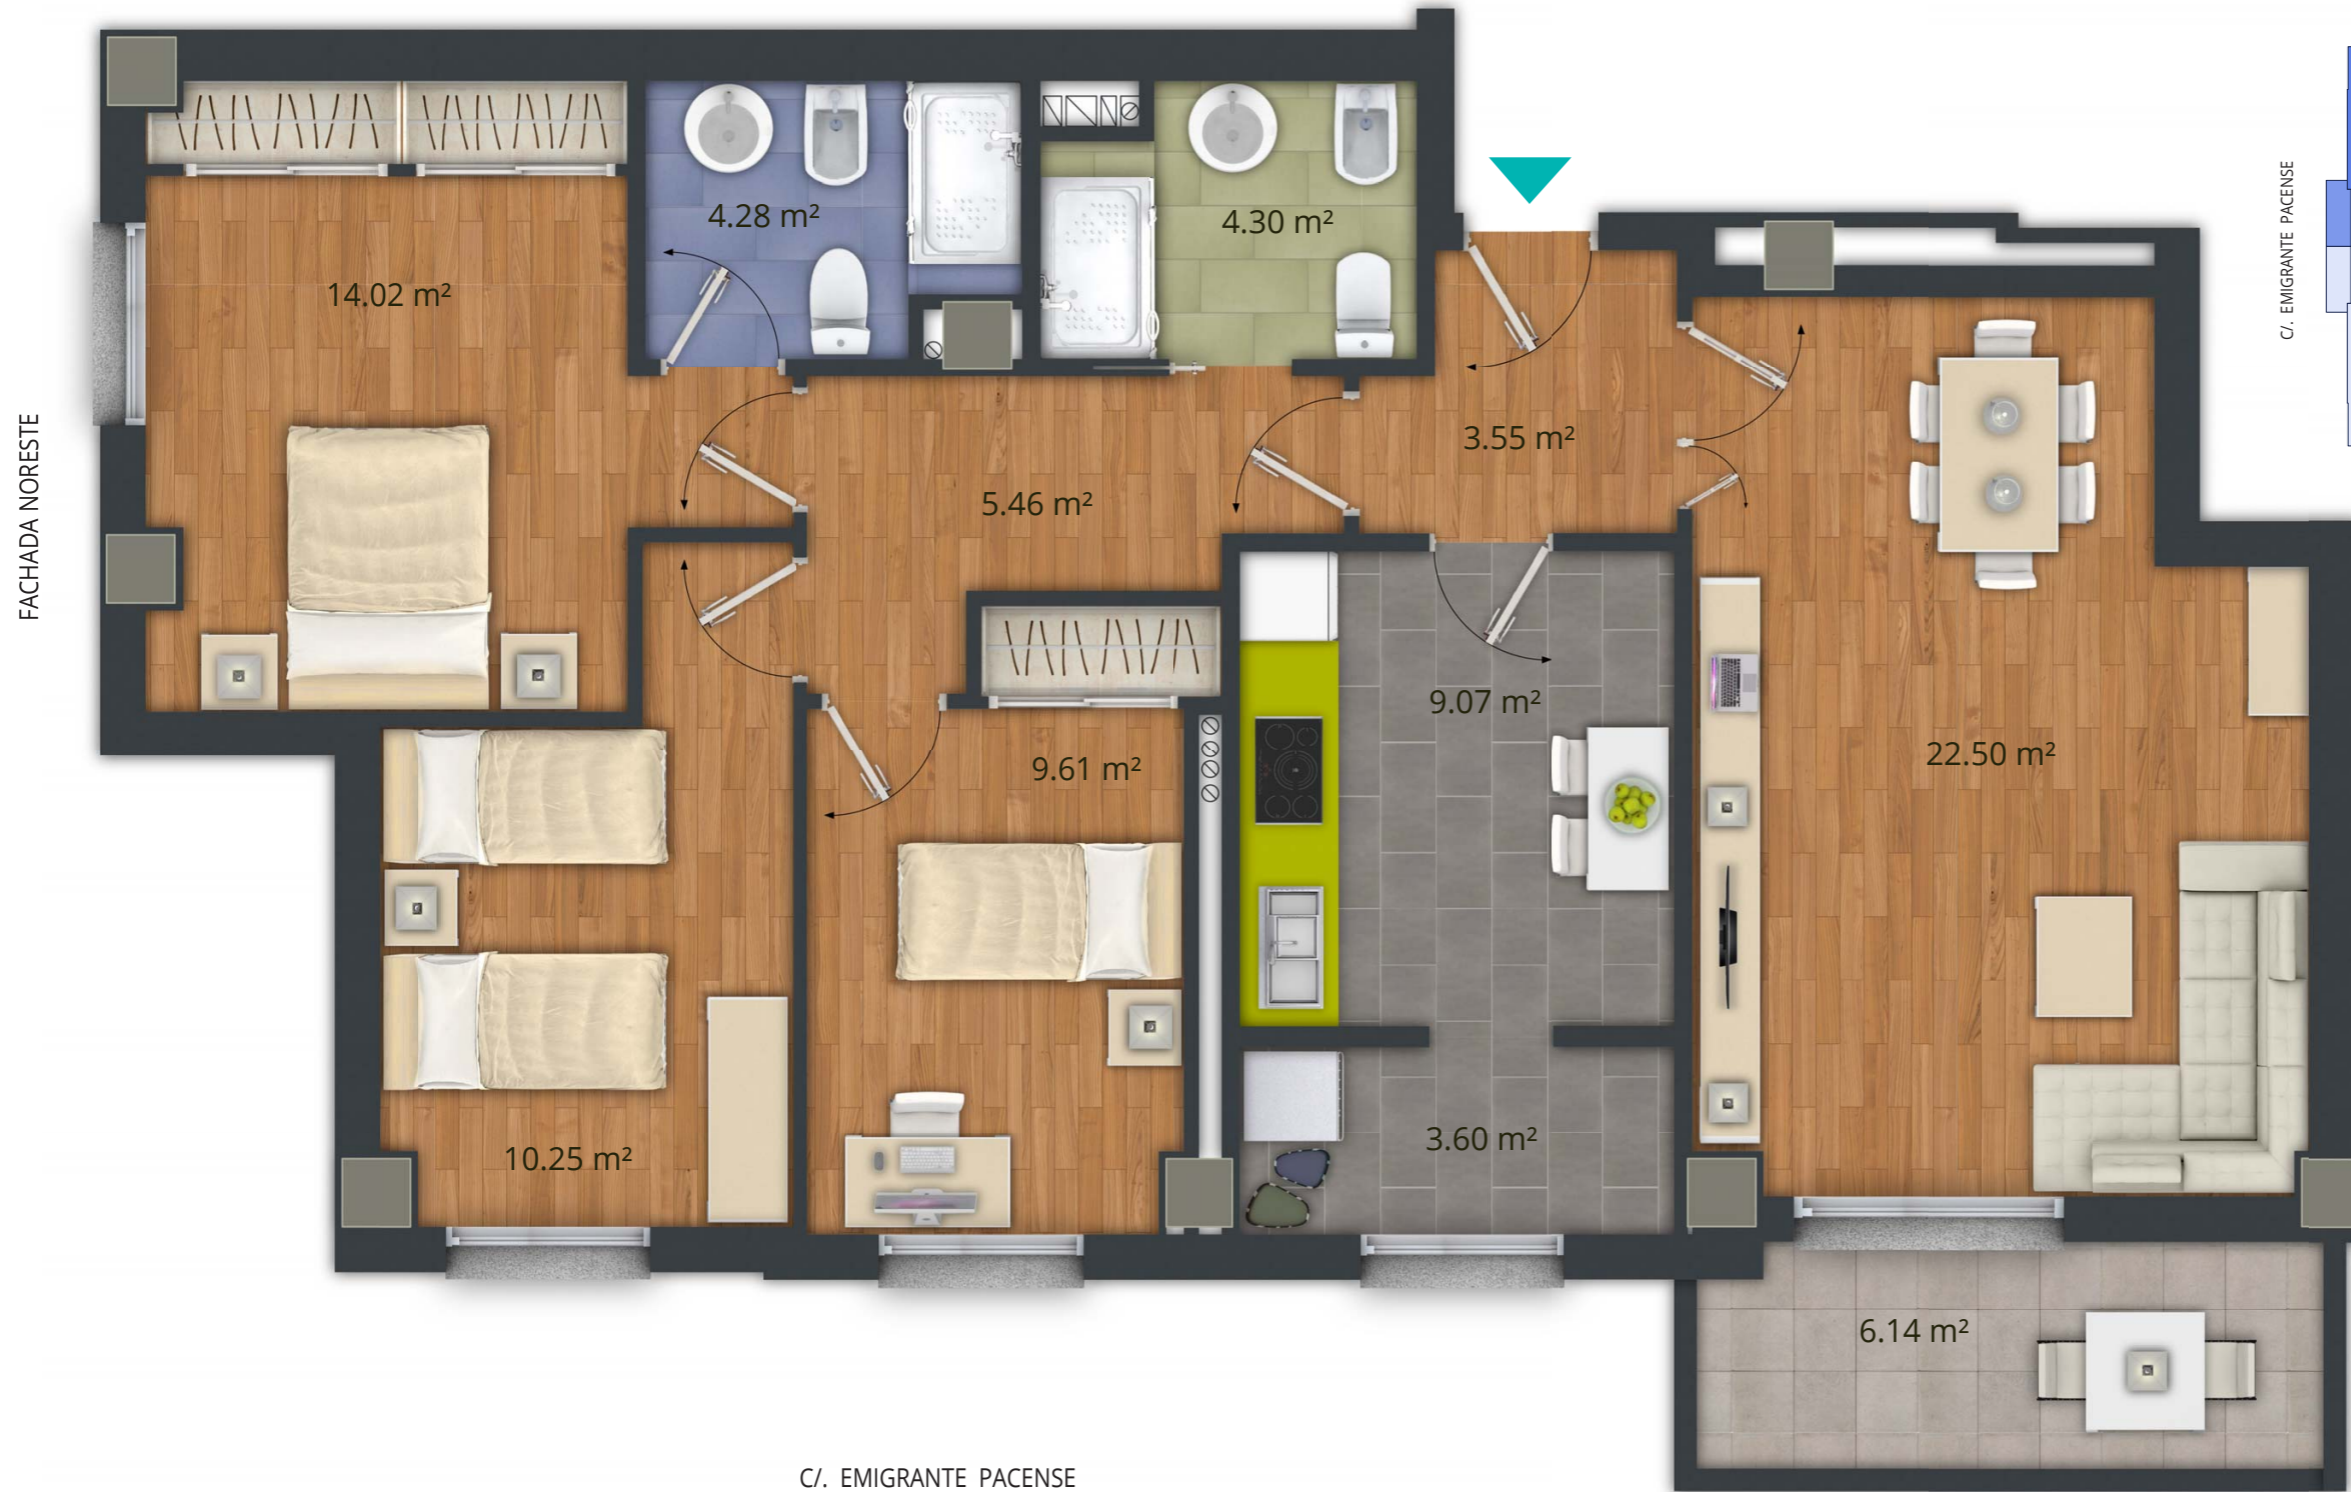 4.28 m²
4.30 m²
14.02 m²
3.55 m²
5.46 m²
9.07 m²
9.61 m²
22.50 m²
10.25 m²
3.60 m²
6.14 m²
FACHADA NORESTE
C/. EMIGRANTE PACENSE
C/. EMIGRANTE PACENSE